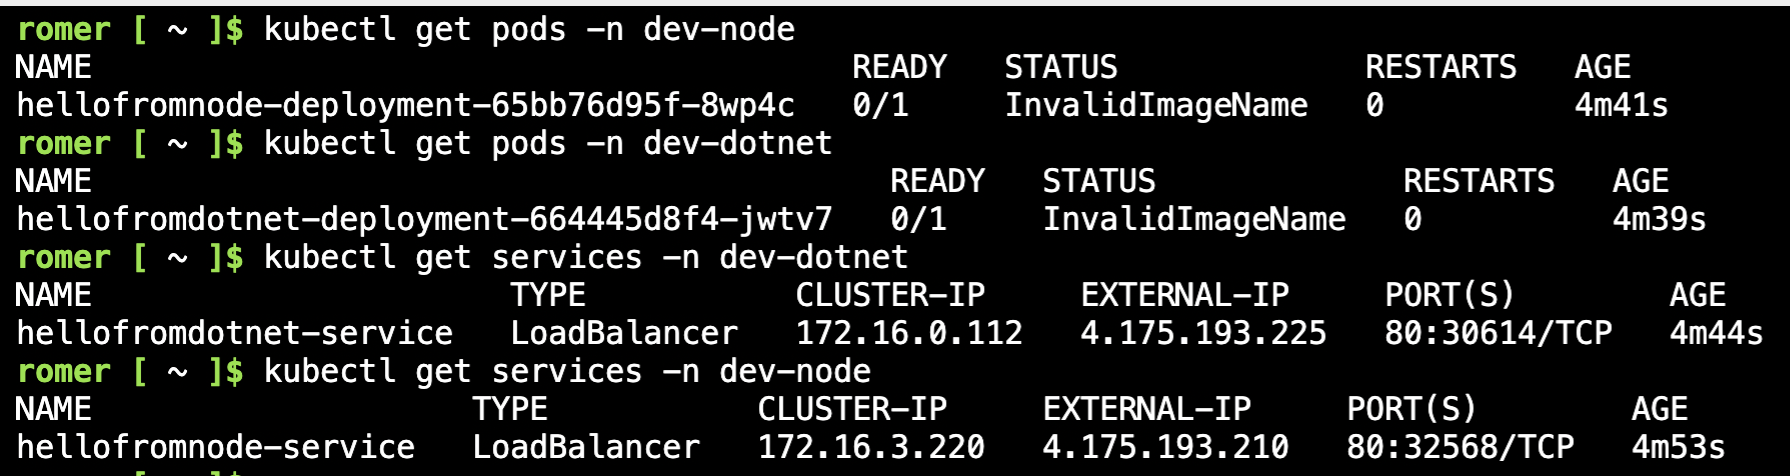 romer [ ~ ]$ kubectl get pods -n dev-node
NAME READY STATUS RESTARTS AGE
hellofromnode-deployment-65bb76d95f-8wp4c 0/1 InvalidImageName 0 4m41s
romer [ ~ ]$ kubectl get pods -n dev-dotnet
NAME READY STATUS RESTARTS AGE
hellofromdotnet-deployment-664445d8f4-jwtv7 0/1 InvalidImageName 0 4m39s
romer [ ~ ]$ kubectl get services -n dev-dotnet
NAME TYPE CLUSTER-IP EXTERNAL-IP PORT(S) AGE
hellofromdotnet-service LoadBalancer 172.16.0.112 4.175.193.225 80:30614/TCP 4m44s
romer [ ~ ]$ kubectl get services -n dev-node
NAME TYPE CLUSTER-IP EXTERNAL-IP PORT(S) AGE
hellofromnode-service LoadBalancer 172.16.3.220 4.175.193.210 80:32568/TCP 4m53s